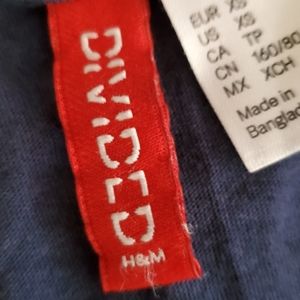 DIVIDED
H&M
EUR XS
US XS
CA TP
CN 160/80
MX XCH
Made in